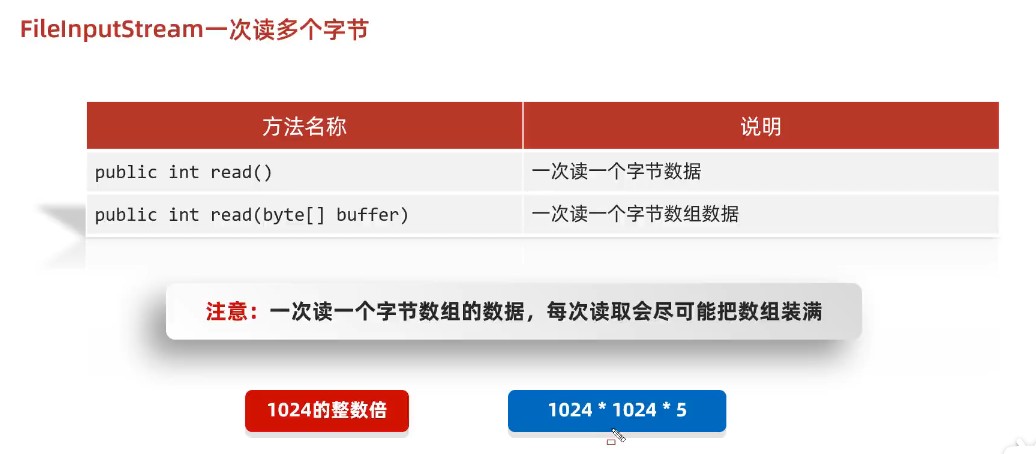 FileInputStream一次读多个字节
方法名称 说明
public int read() 一次读一个字节数据
public int read(byte[] buffer) 一次读一个字节数组数据
注意：一次读一个字节数组的数据，每次读取会尽可能把数组装满
1024的整数倍 1024 * 1024 * 5